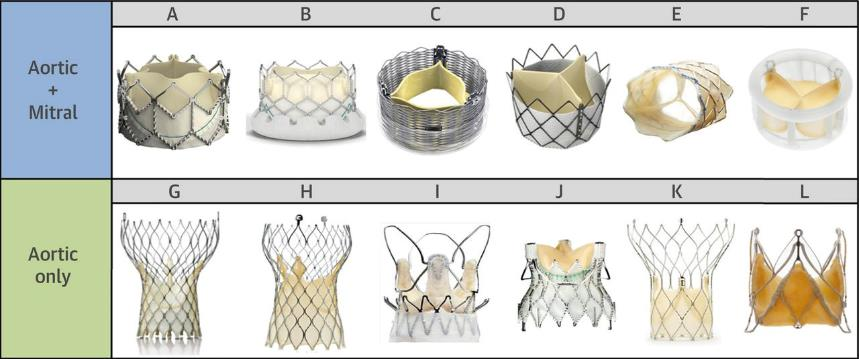 A B C D E F
Aortic
+
Mitral
G H I J K L
Aortic
only